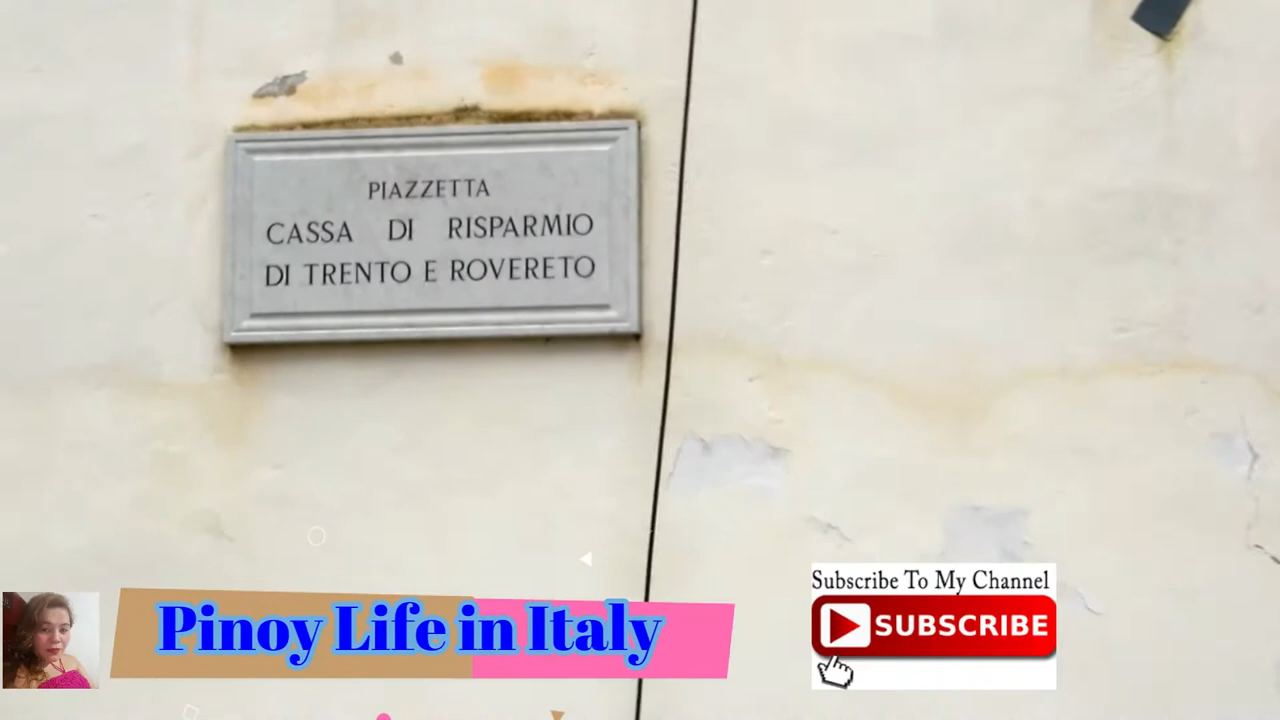 PIAZZETTA
CASSA DI RISPARMIO
DI TRENTO E ROVERETO
Pinoy Life in Italy
Subscribe To My Channel
SUBSCRIBE